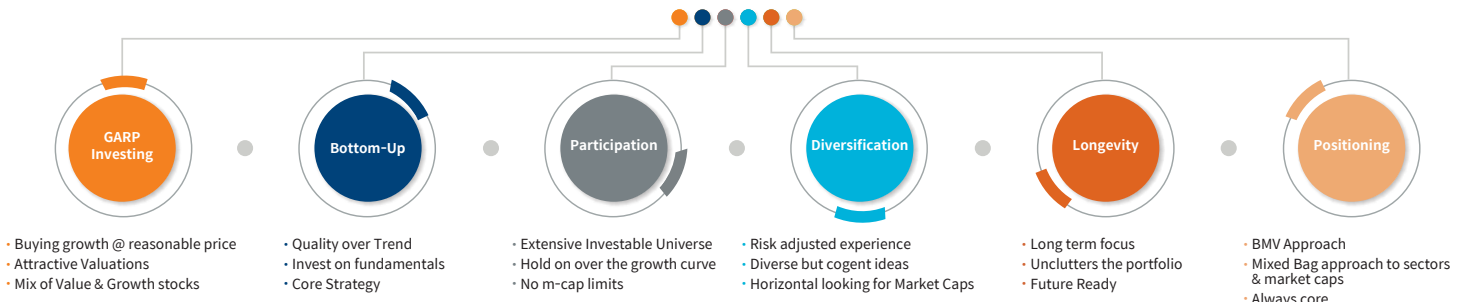 GARP
Investing
Bottom-Up
Participation
Diversification
Longevity
Positioning
• Buying growth @ reasonable price
• Attractive Valuations
• Mix of Value & Growth stocks
• Quality over Trend
• Invest on fundamentals
• Core Strategy
• Extensive Investable Universe
• Hold on over the growth curve
• No m-cap limits
• Risk adjusted experience
• Diverse but cogent ideas
• Horizontal looking for Market Caps
• Long term focus
• Unclutters the portfolio
• Future Ready
• BMV Approach
• Mixed Bag approach to sectors
& market caps
• Always core